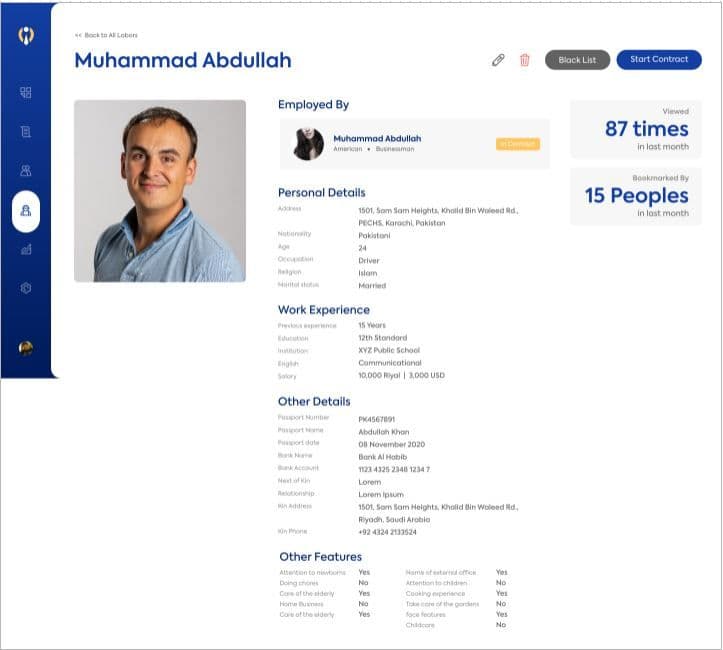 << Back to All Labors
Muhammad Abdullah
Black List
Start Contract
Employed By
Muhammad Abdullah
American • Businessman
In Contract
Viewed
87 times
in last month
Bookmarked By
15 Peoples
in last month
Personal Details
Address 1501, Sam Sam Heights, Khalid Bin Waleed Rd.,
PECHS, Karachi, Pakistan
Nationality Pakistani
Age 24
Occupation Driver
Religion Islam
Marital status Married
Work Experience
Previous experience 15 Years
Education 12th Standard
Institution XYZ Public School
English Communicational
Salary 10,000 Riyal | 3,000 USD
Other Details
Passport Number PK4567891
Passport Name Abdullah Khan
Passport date 08 November 2020
Bank Name Bank Al Habib
Bank Account 1123 4325 2348 1234 7
Next of Kin Lorem
Relationship Lorem Ipsum
Kin Address 1501, Sam Sam Heights, Khalid Bin Waleed Rd.,
Riyadh, Saudi Arabia
Kin Phone +92 4324 2133524
Other Features
Attention to newborns Yes Name of external office Yes
Doing chores No Attention to children No
Care of the elderly Yes Cooking experience Yes
Home Business No Take care of the gardens No
Care of the elderly Yes face features Yes
Childcare No